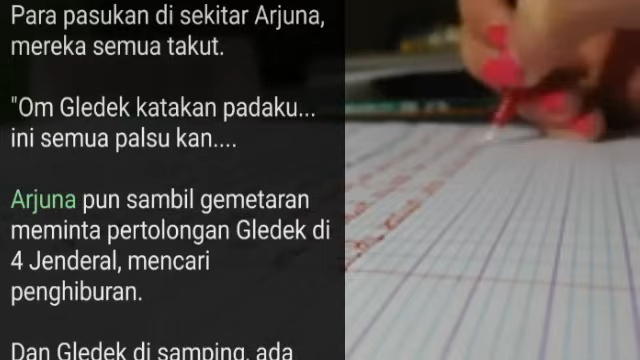 Para pasukan di sekitar Arjuna,
mereka semua takut.
"Om Gledek katakan padaku...
ini semua palsu kan....
Arjuna pun sambil gemetaran
meminta pertolongan Gledek di
4 Jenderal, mencari
penghiburan.
Dan Gledek di samping, ada